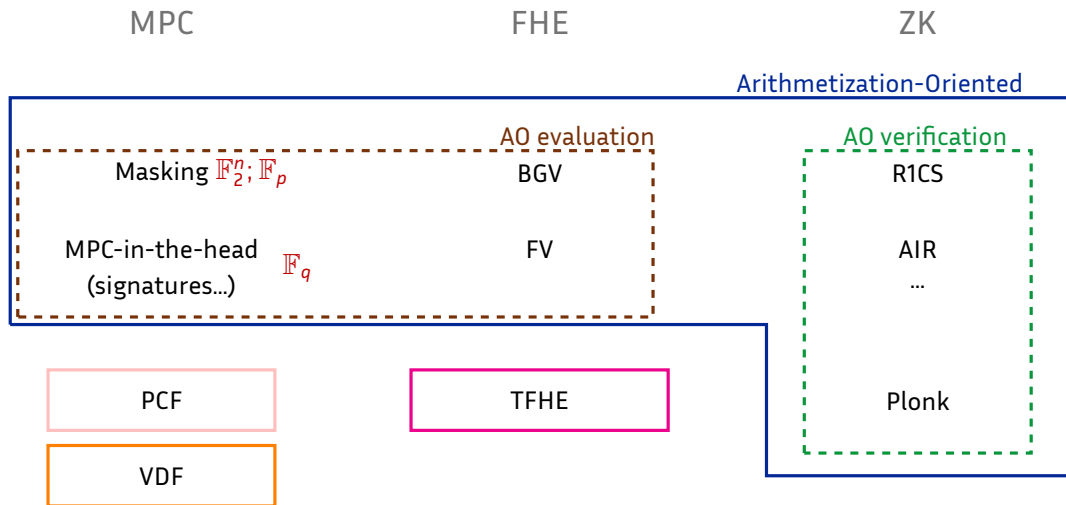 MPC FHE ZK
Arithmetization-Oriented
AO evaluation AO verification
Masking 𝔽₂ⁿ; 𝔽ₚ BGV R1CS
MPC-in-the-head 𝔽_q FV AIR
(signatures…) …
PCF TFHE Plonk
VDF